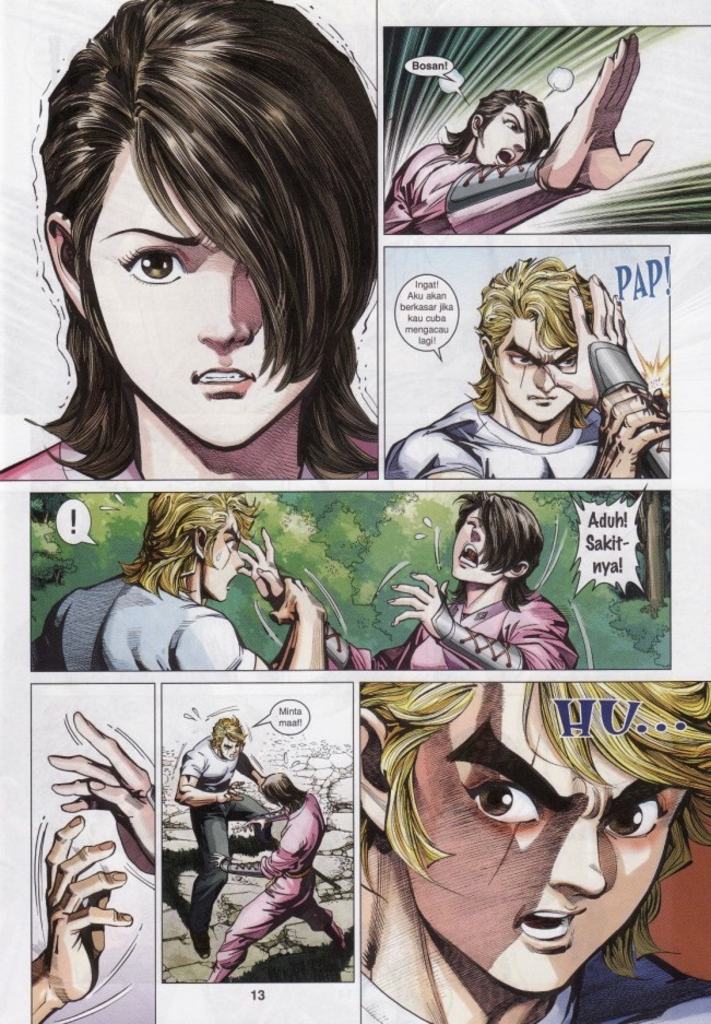 Bosan!
Ingat!
Aku akan
berkasar jika
kau cuba
mengacau
lagi!
PAP!
!
Aduh!
Sakit-
nya!
Minta
maaf!
HU...
13